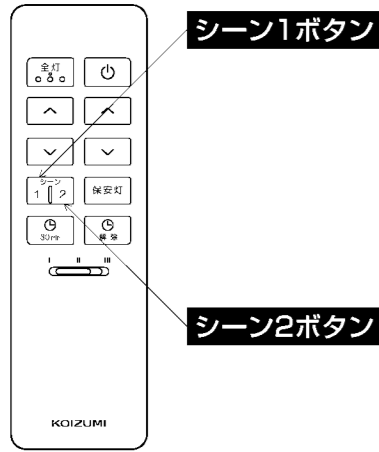 シーン1ボタン
全灯
シーン
1 2
保安灯
30min
解除
I II III
シーン2ボタン
KOIZUMI